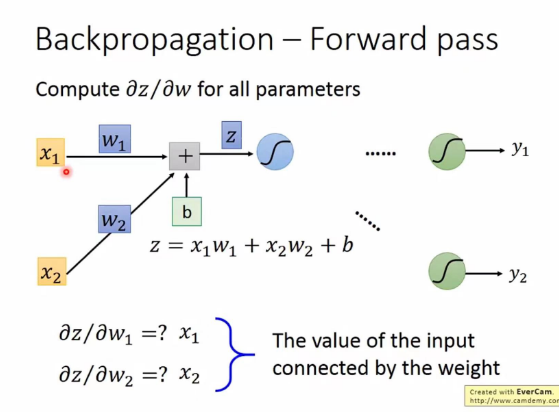 Backpropagation – Forward pass
Compute ∂z/∂w for all parameters
x₁ w₁ + z ...... y₁
w₂ b ......
z = x₁w₁ + x₂w₂ + b
x₂ y₂
∂z/∂w₁ =? x₁
∂z/∂w₂ =? x₂
The value of the input
connected by the weight
Created with EverCam.
http://www.camdemy.com